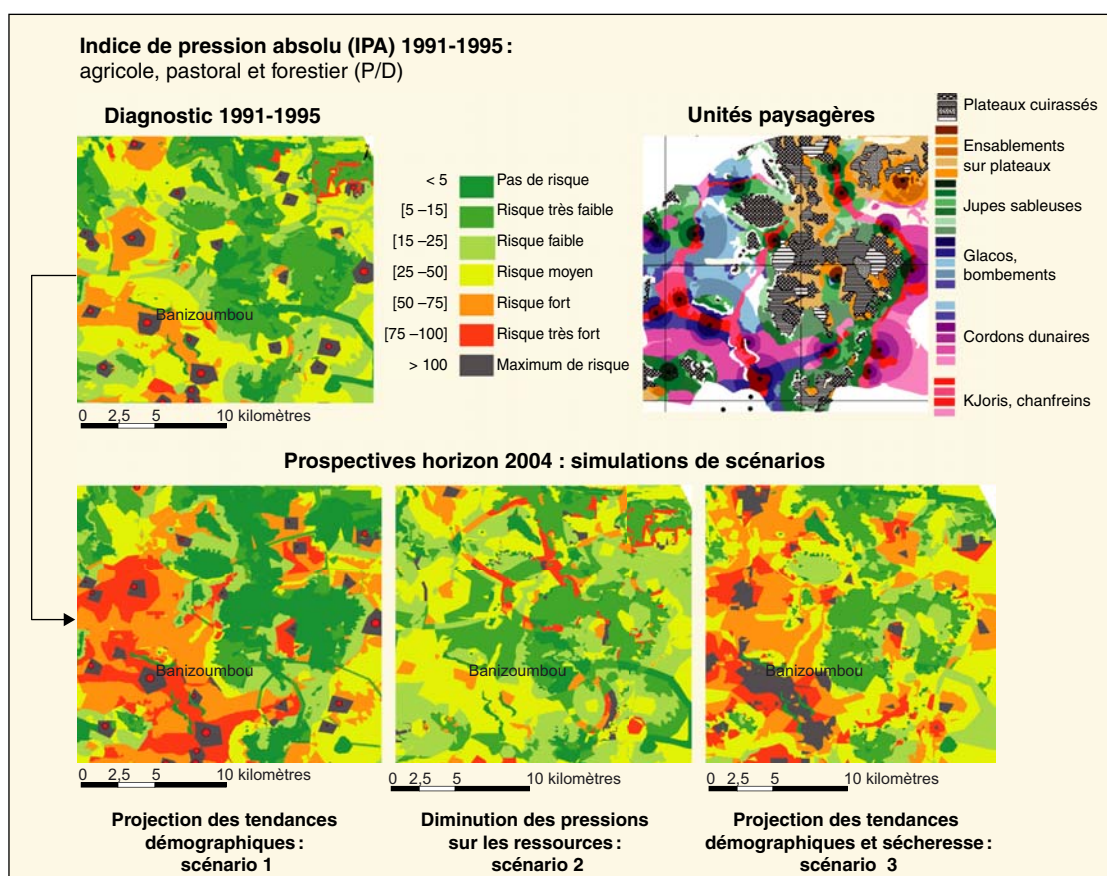 Indice de pression absolu (IPA) 1991-1995 :
agricole, pastoral et forestier (P/D)
Diagnostic 1991-1995
Banizoumbou
0 2,5 5 10 kilomètres
< 5 Pas de risque
[5 –15] Risque très faible
[15 –25] Risque faible
[25 –50] Risque moyen
[50 –75] Risque fort
[75 –100] Risque très fort
> 100 Maximum de risque
Unités paysagères
Plateaux cuirassés
Ensablements
sur plateaux
Jupes sableuses
Glacos,
bombements
Cordons dunaires
KJoris, chanfreins
Prospectives horizon 2004 : simulations de scénarios
Banizoumbou
0 2,5 5 10 kilomètres
Projection des tendances
démographiques :
scénario 1
Banizoumbou
0 2,5 5 10 kilomètres
Diminution des pressions
sur les ressources :
scénario 2
Banizoumbou
0 2,5 5 10 kilomètres
Projection des tendances
démographiques et sécheresse :
scénario 3